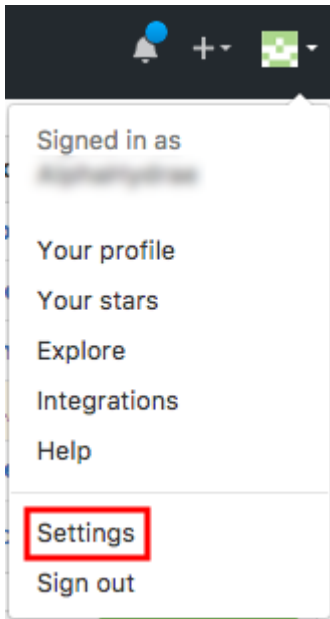 Signed in as
Your profile
Your stars
Explore
Integrations
Help
Settings
Sign out